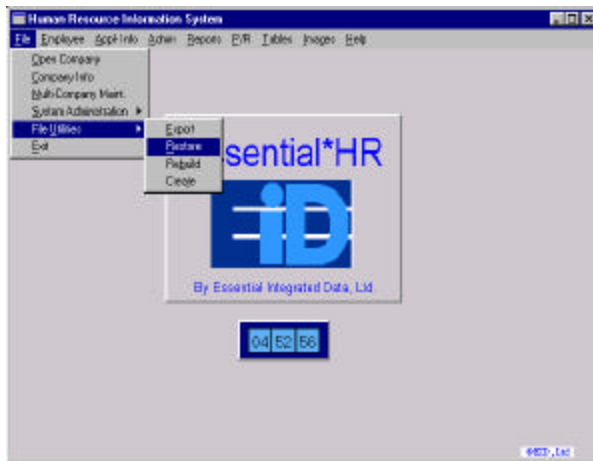 Human Resource Information System
File Employee Appl-Info Admin Reports P/R Tables Images Help
Open Company
Company Info
Multi-Company Maint.
System Administration
File Utilities
Exit
Export
Restore
Rebuild
Create
sential*HR
EiD
By Essential Integrated Data, Ltd.
04 52 56